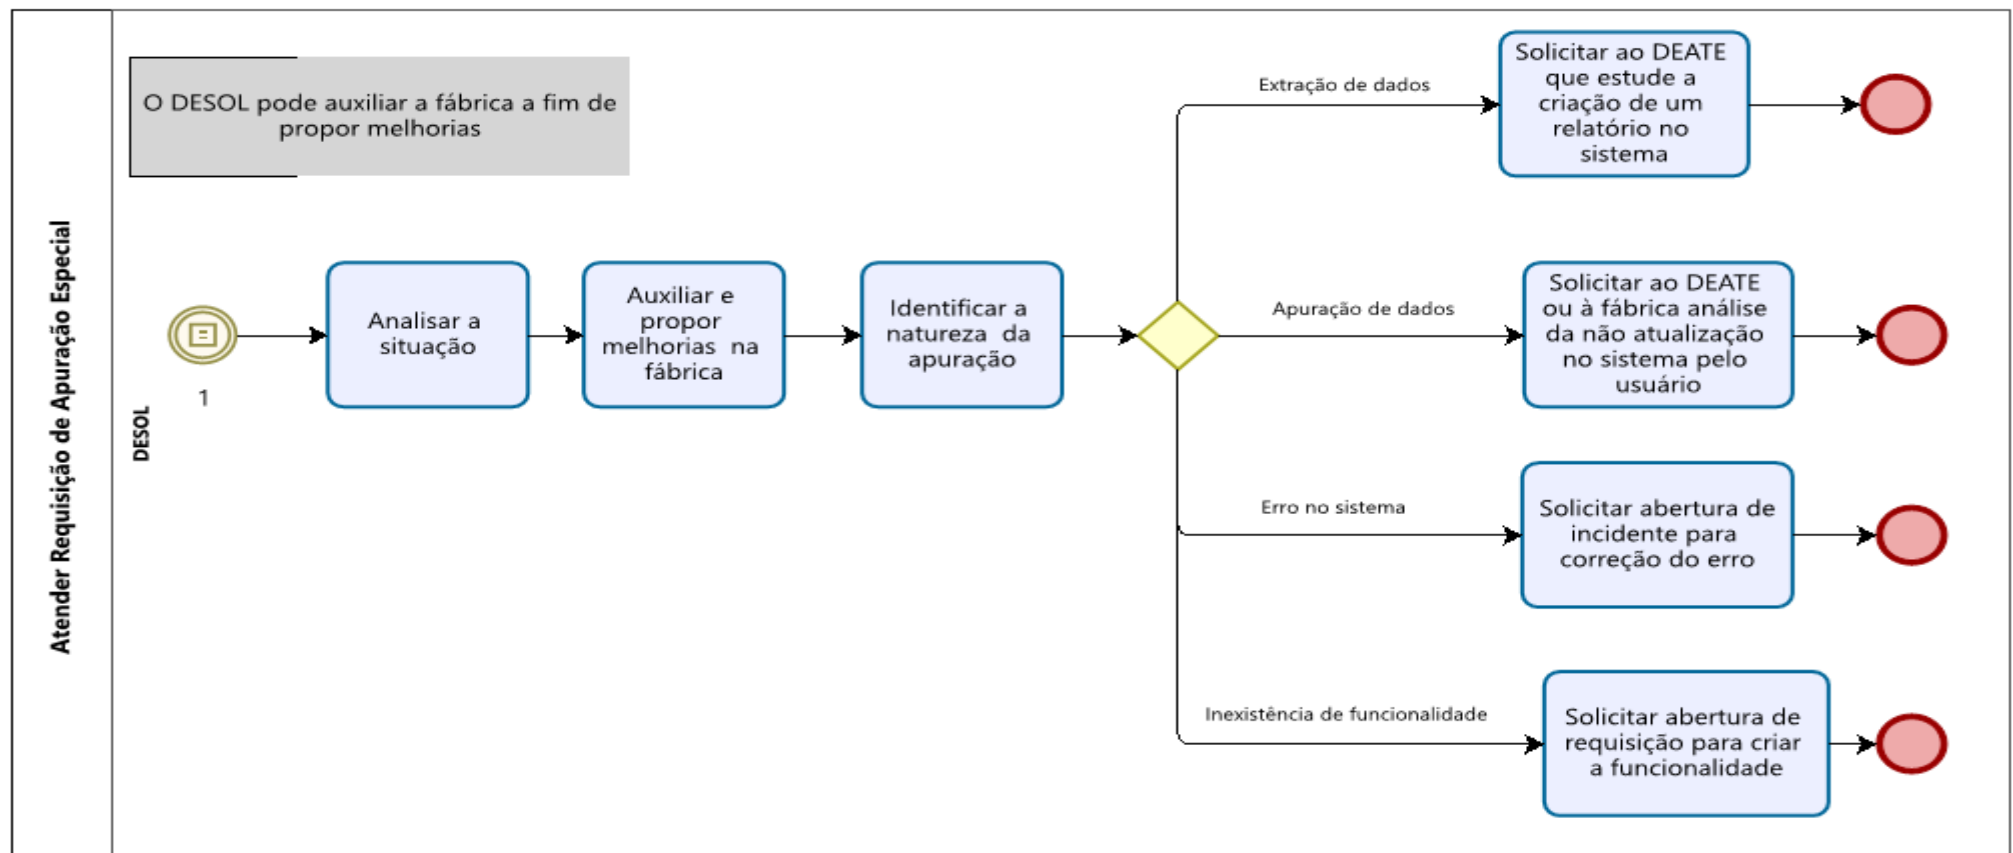 Atender Requisição de Apuração Especial
DESOL
O DESOL pode auxiliar a fábrica a fim de
propor melhorias
1
Analisar a
situação
Auxiliar e
propor
melhorias na
fábrica
Identificar a
natureza da
apuração
Extração de dados
Solicitar ao DEATE
que estude a
criação de um
relatório no
sistema
Apuração de dados
Solicitar ao DEATE
ou à fábrica análise
da não atualização
no sistema pelo
usuário
Erro no sistema
Solicitar abertura de
incidente para
correção do erro
Inexistência de funcionalidade
Solicitar abertura de
requisição para criar
a funcionalidade